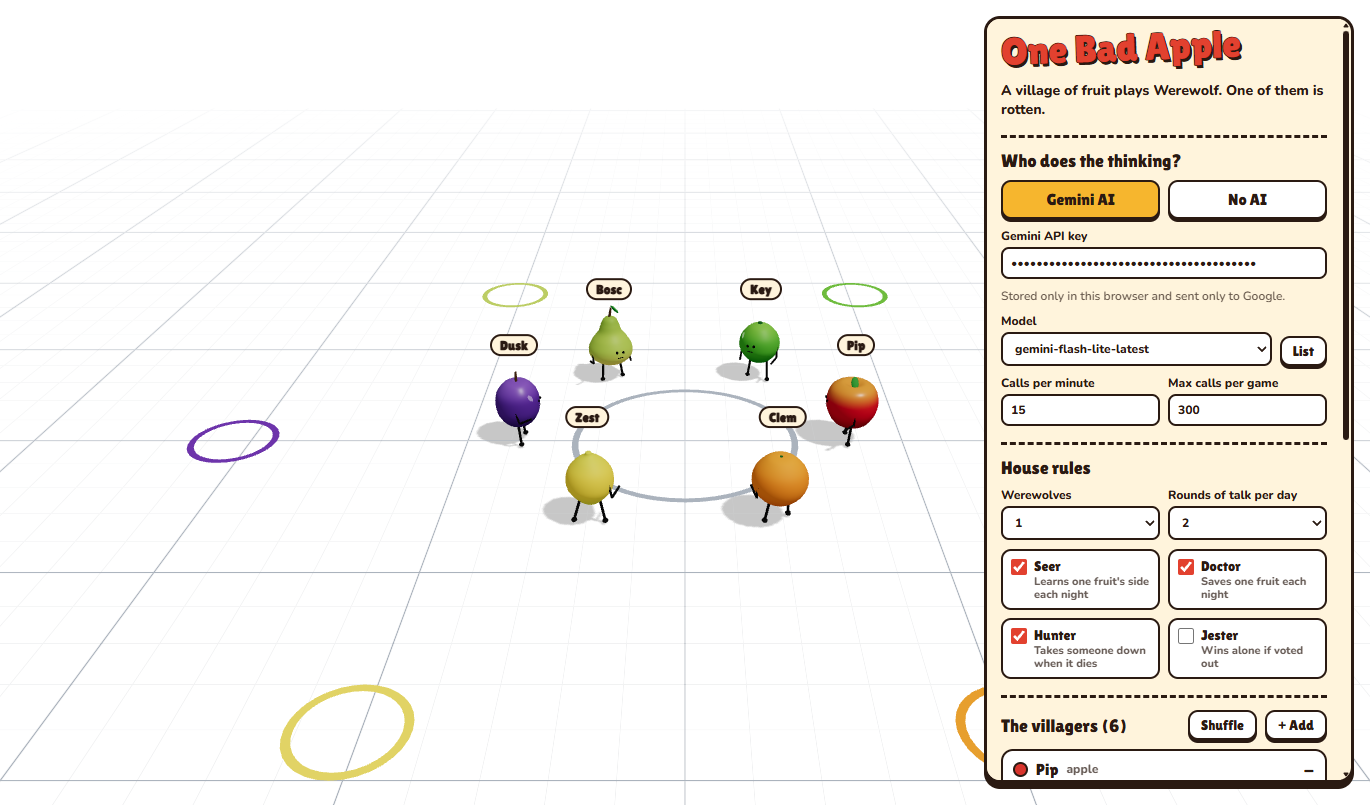 One Bad Apple
A village of fruit plays Werewolf. One of them is
rotten.
Who does the thinking?
Gemini AI
No AI
Gemini API key
••••••••••••••••••••••••••••••••••••••••
Stored only in this browser and sent only to Google.
Model
gemini-flash-lite-latest
List
Calls per minute
Max calls per game
15
300
House rules
Werewolves
Rounds of talk per day
1
2
Seer
Learns one fruit's side
each night
Doctor
Saves one fruit each
night
Hunter
Takes someone down
when it dies
Jester
Wins alone if voted
out
The villagers (6)
Shuffle
+ Add
Pip apple
–
Bosc
Key
Dusk
Pip
Zest
Clem